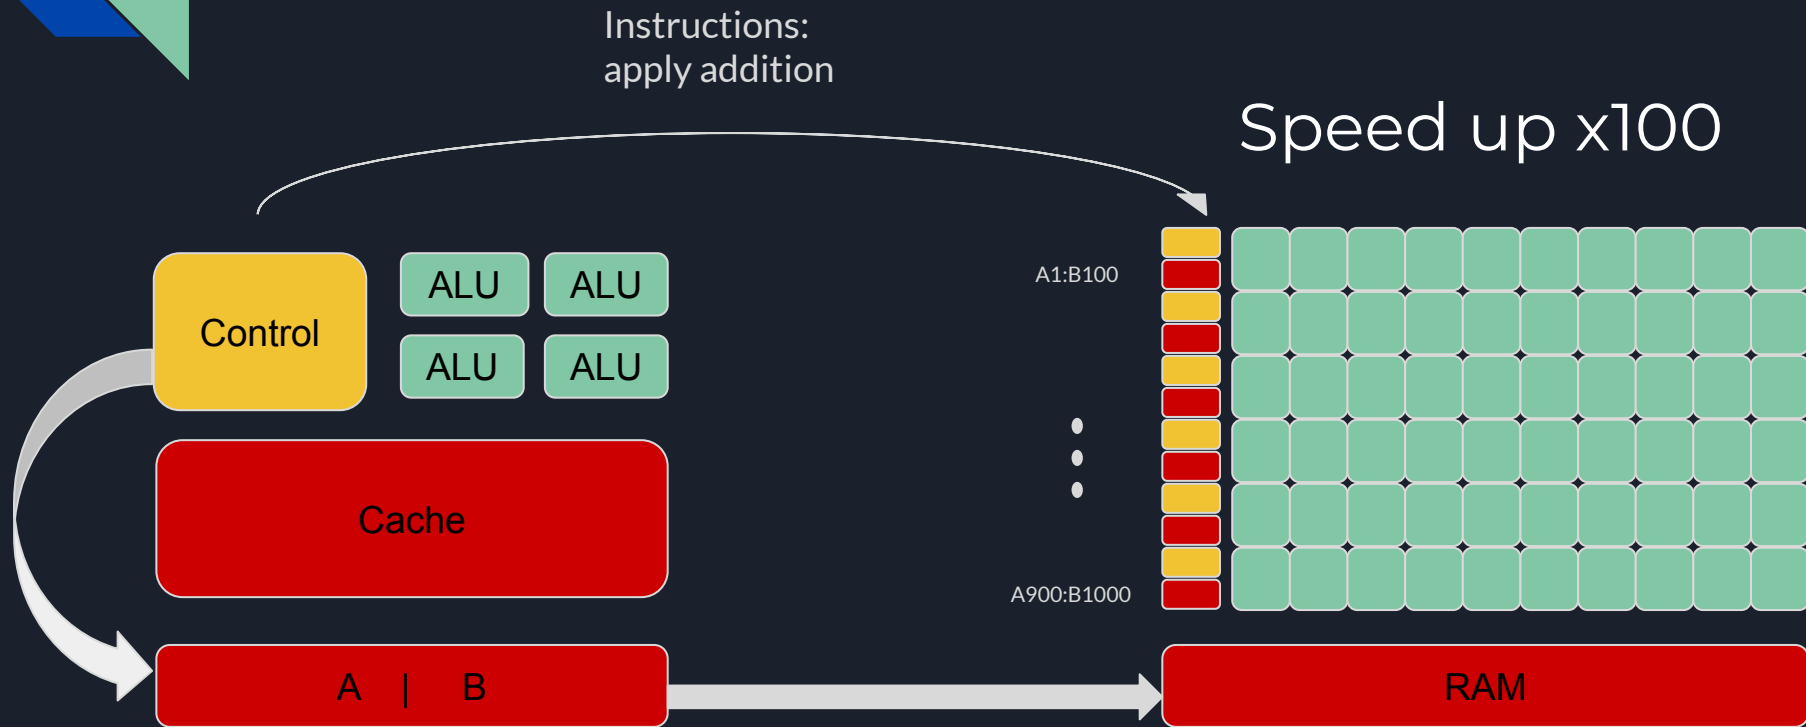 Instructions:
apply addition
Speed up x100
Control
ALU
ALU
ALU
ALU
Cache
A | B
A1:B100
A900:B1000
RAM